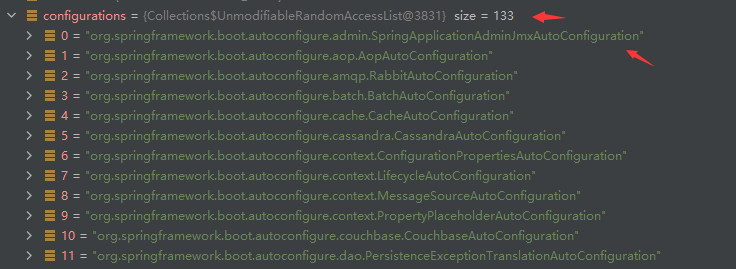 configurations = {Collections$UnmodifiableRandomAccessList@3831} size = 133
0 = "org.springframework.boot.autoconfigure.admin.SpringApplicationAdminJmxAutoConfiguration"
1 = "org.springframework.boot.autoconfigure.aop.AopAutoConfiguration"
2 = "org.springframework.boot.autoconfigure.amqp.RabbitAutoConfiguration"
3 = "org.springframework.boot.autoconfigure.batch.BatchAutoConfiguration"
4 = "org.springframework.boot.autoconfigure.cache.CacheAutoConfiguration"
5 = "org.springframework.boot.autoconfigure.cassandra.CassandraAutoConfiguration"
6 = "org.springframework.boot.autoconfigure.context.ConfigurationPropertiesAutoConfiguration"
7 = "org.springframework.boot.autoconfigure.context.LifecycleAutoConfiguration"
8 = "org.springframework.boot.autoconfigure.context.MessageSourceAutoConfiguration"
9 = "org.springframework.boot.autoconfigure.context.PropertyPlaceholderAutoConfiguration"
10 = "org.springframework.boot.autoconfigure.couchbase.CouchbaseAutoConfiguration"
11 = "org.springframework.boot.autoconfigure.dao.PersistenceExceptionTranslationAutoConfiguration"